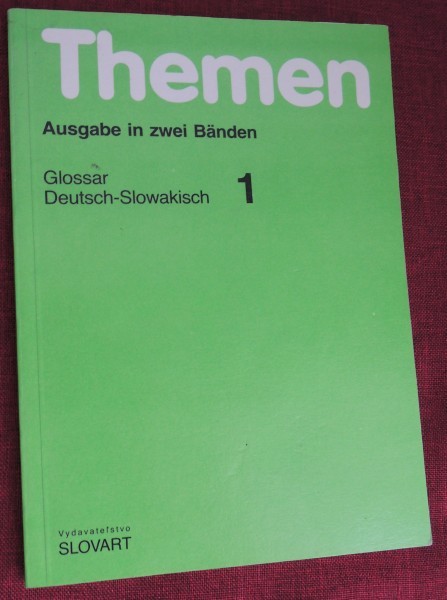 Themen
Ausgabe in zwei Bänden
Glossar
Deutsch-Slowakisch 1
Vydavateľstvo
SLOVART